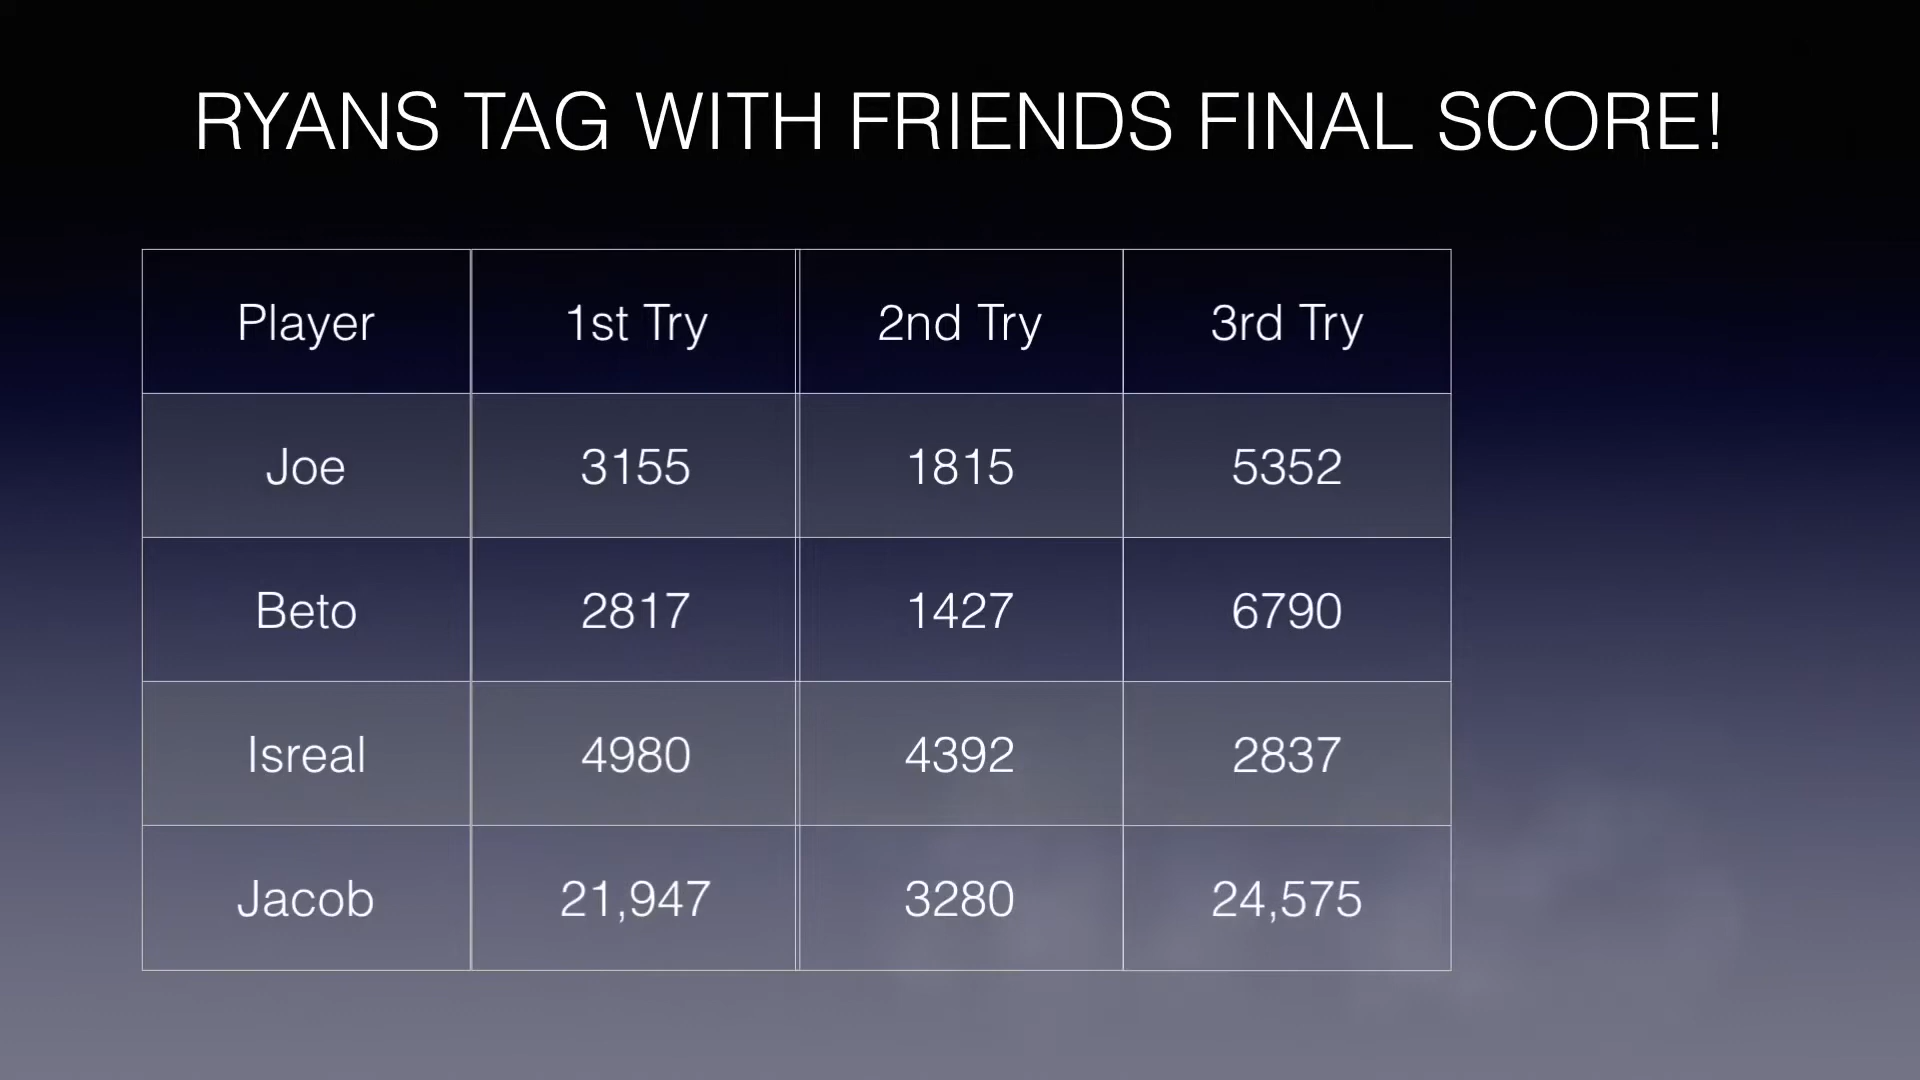 RYANS TAG WITH FRIENDS FINAL SCORE!
Player 1st Try 2nd Try 3rd Try
Joe 3155 1815 5352
Beto 2817 1427 6790
Isreal 4980 4392 2837
Jacob 21,947 3280 24,575